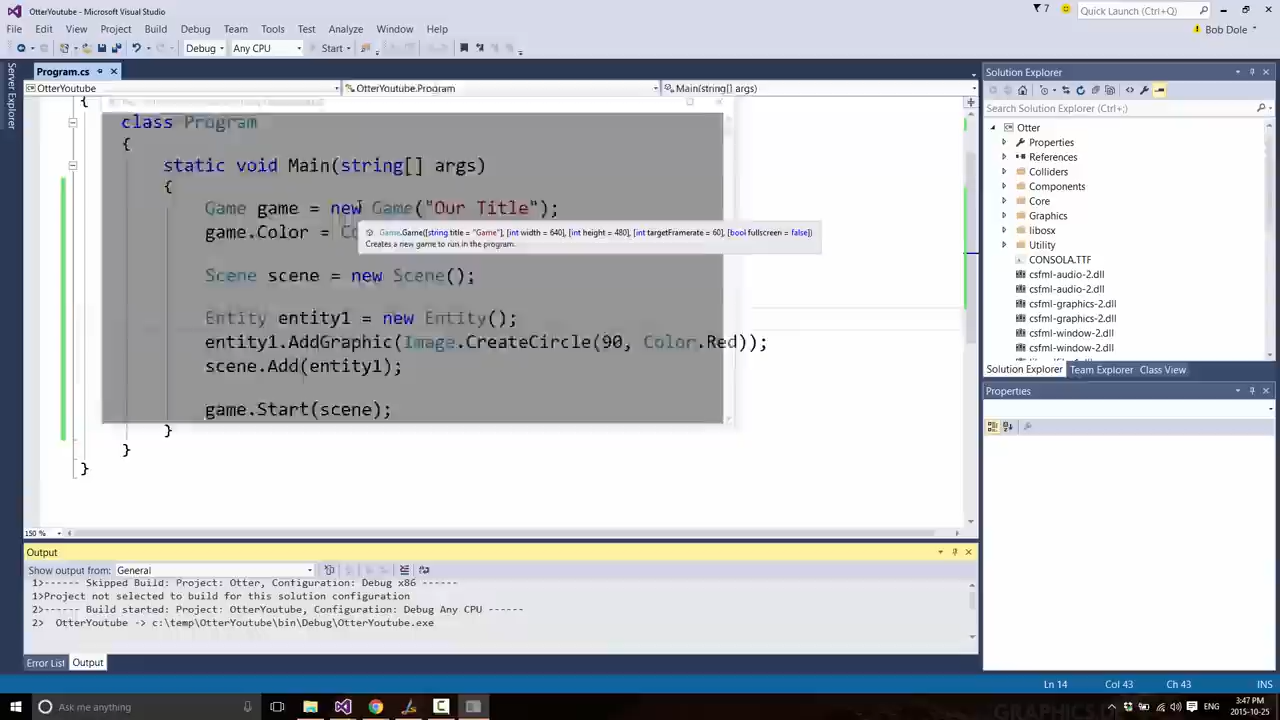 OtterYoutube - Microsoft Visual Studio
7
Quick Launch (Ctrl+Q)
File Edit View Project Build Debug Team Tools Test Analyze Window Help
Bob Dole
Debug Any CPU Start
Server Explorer
Program.cs
OtterYoutube OtterYoutube.Program Main(string[] args)
{
class Program
{
static void Main(string[] args)
{
Game game = new Game("Our Title");
game.Color =
Game.Game([string title = "Game"], [int width = 640], [int height = 480], [int targetFramerate = 60], [bool fullscreen = false])
Creates a new game to run in the program.
Scene scene = new Scene();
Entity entity1 = new Entity();
entity1.AddGraphic(Image.CreateCircle(90, Color.Red));
scene.Add(entity1);
game.Start(scene);
}
}
}
150 %
Solution Explorer
Search Solution Explorer (Ctrl+;)
Otter
Properties
References
Colliders
Components
Core
Graphics
libosx
Utility
CONSOLA.TTF
csfml-audio-2.dll
csfml-audio-2.dll
csfml-graphics-2.dll
csfml-graphics-2.dll
csfml-window-2.dll
csfml-window-2.dll
Solution Explorer Team Explorer Class View
Properties
Output
Show output from: General
1>------ Skipped Build: Project: Otter, Configuration: Debug x86 ------
1>Project not selected to build for this solution configuration
2>------ Build started: Project: OtterYoutube, Configuration: Debug Any CPU ------
2>  OtterYoutube -> c:\temp\OtterYoutube\bin\Debug\OtterYoutube.exe
Error List Output
Ln 14 Col 43 Ch 43 INS
Ask me anything
ENG
3:47 PM
2015-10-25